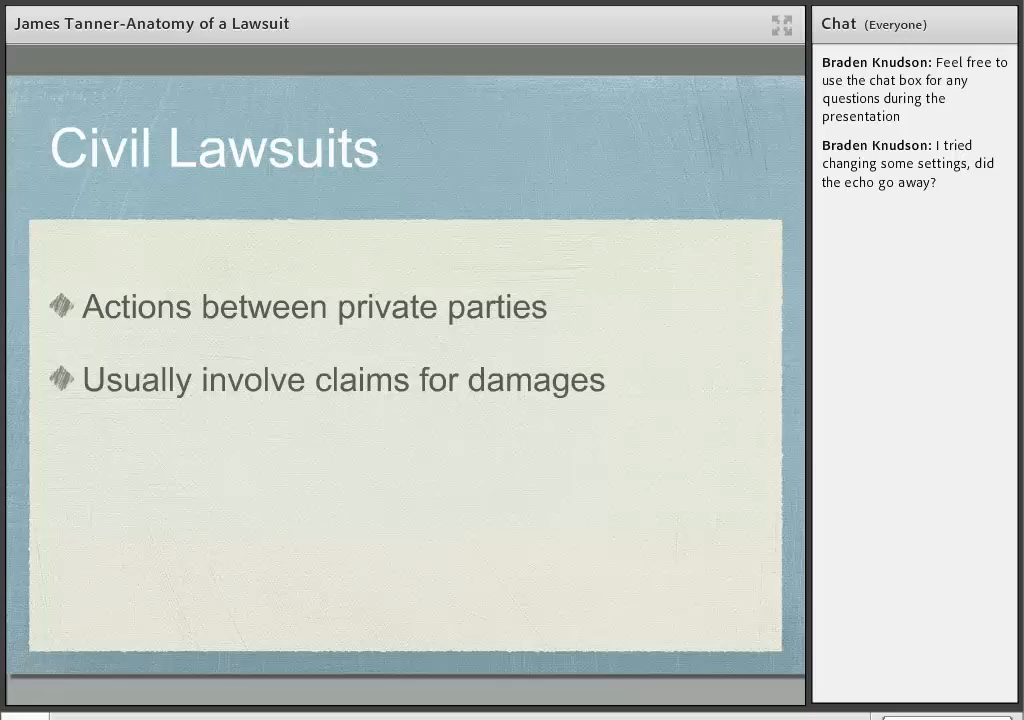 James Tanner-Anatomy of a Lawsuit
Civil Lawsuits
Actions between private parties
Usually involve claims for damages
Chat (Everyone)
Braden Knudson: Feel free to
use the chat box for any
questions during the
presentation
Braden Knudson: I tried
changing some settings, did
the echo go away?